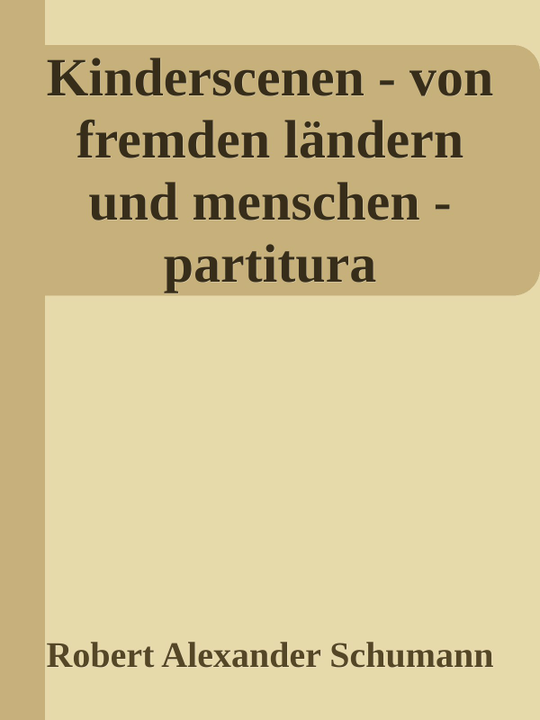 Kinderscenen - von
fremden ländern
und menschen -
partitura
Robert Alexander Schumann